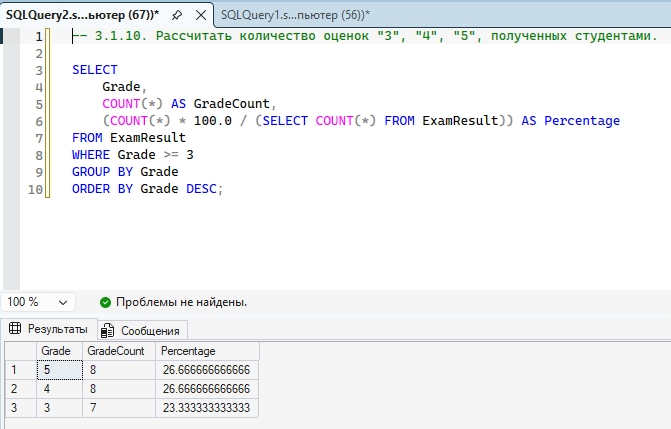 SQLQuery2.s...ьютер (67))*
SQLQuery1.s...пьютер (56))*
1 -- 3.1.10. Рассчитать количество оценок "3", "4", "5", полученных студентами.
2
3 SELECT
4 Grade,
5 COUNT(*) AS GradeCount,
6 (COUNT(*) * 100.0 / (SELECT COUNT(*) FROM ExamResult)) AS Percentage
7 FROM ExamResult
8 WHERE Grade >= 3
9 GROUP BY Grade
10 ORDER BY Grade DESC;
100 % Проблемы не найдены.
Результаты Сообщения
Grade GradeCount Percentage
1 5 8 26.666666666666
2 4 8 26.666666666666
3 3 7 23.333333333333